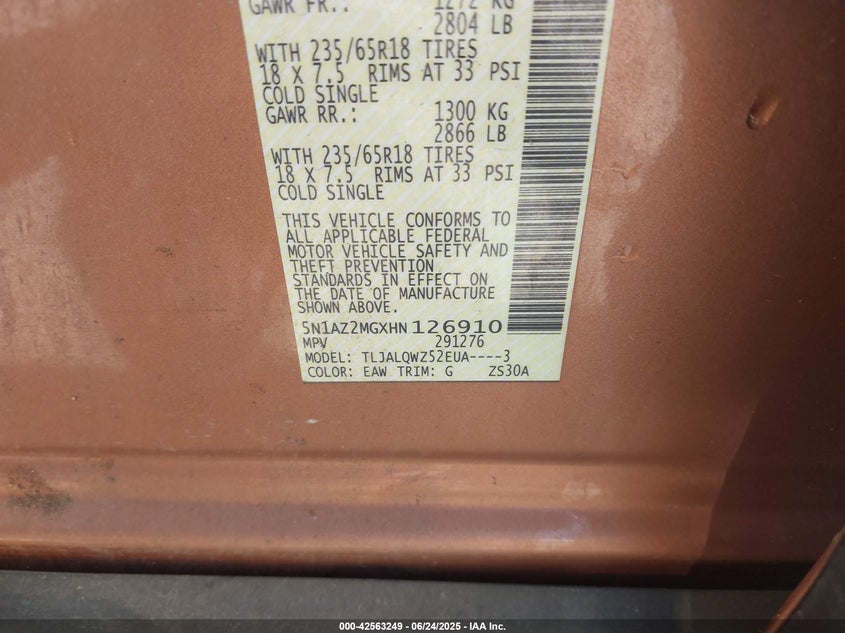 GAWR FR.: 1272 KG
2804 LB
WITH 235/65R18 TIRES
18 X 7.5 RIMS AT 33 PSI
COLD SINGLE
GAWR RR.: 1300 KG
2866 LB
WITH 235/65R18 TIRES
18 X 7.5 RIMS AT 33 PSI
COLD SINGLE
THIS VEHICLE CONFORMS TO
ALL APPLICABLE FEDERAL
MOTOR VEHICLE SAFETY AND
THEFT PREVENTION
STANDARDS IN EFFECT ON
THE DATE OF MANUFACTURE
SHOWN ABOVE.
5N1AZ2MGXHN126910
MPV 291276
MODEL: TLJALQWZ52EUA----3
COLOR: EAW TRIM: G ZS30A
000-42563249 - 06/24/2025 - IAA Inc.